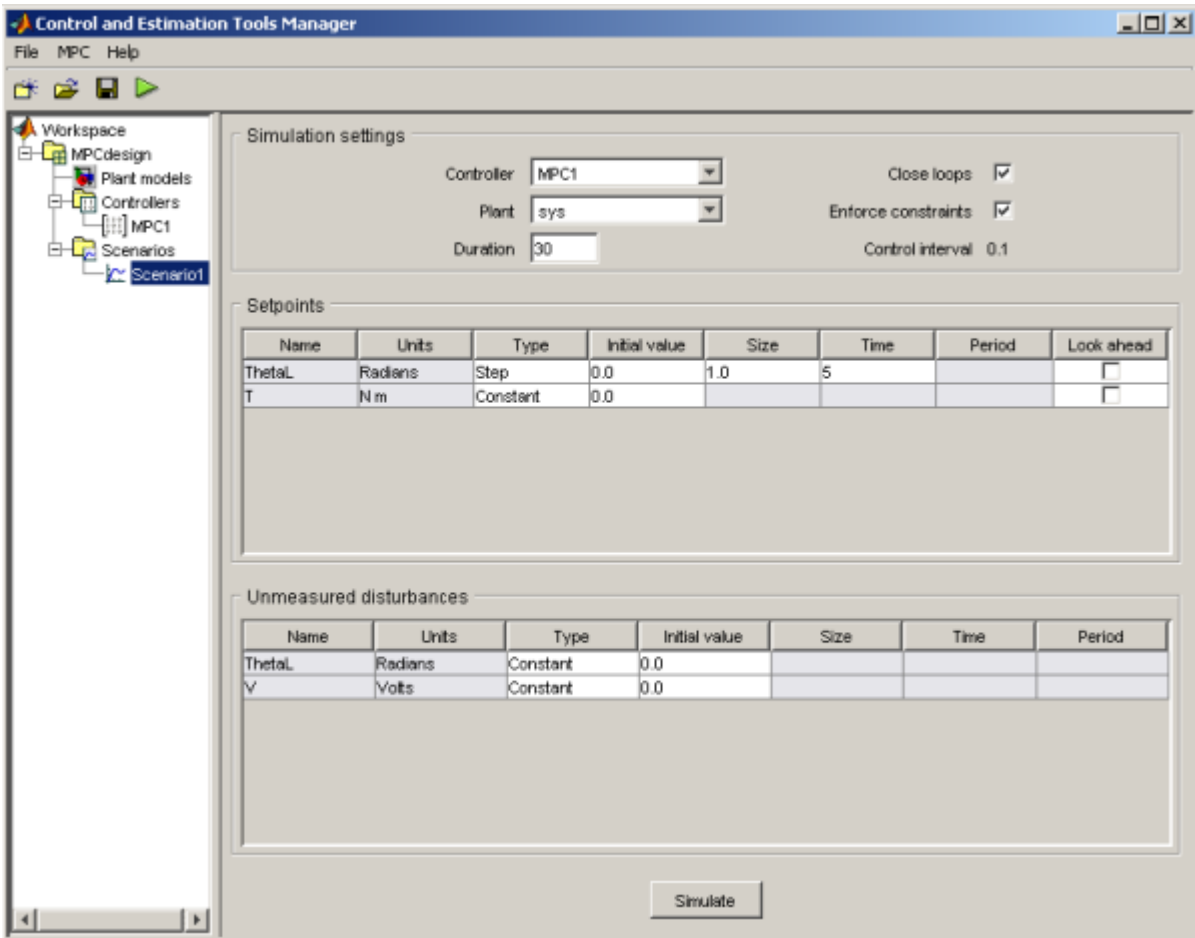 Control and Estimation Tools Manager
File MPC Help
Workspace
MPCdesign
Plant models
Controllers
MPC1
Scenarios
Scenario1
Simulation settings
Controller MPC1 Close loops
Plant sys Enforce constraints
Duration 30 Control interval 0.1
Setpoints
Name Units Type Initial value Size Time Period Look ahead
ThetaL Radians Step 0.0 1.0 5
T N m Constant 0.0
Unmeasured disturbances
Name Units Type Initial value Size Time Period
ThetaL Radians Constant 0.0
V Volts Constant 0.0
Simulate